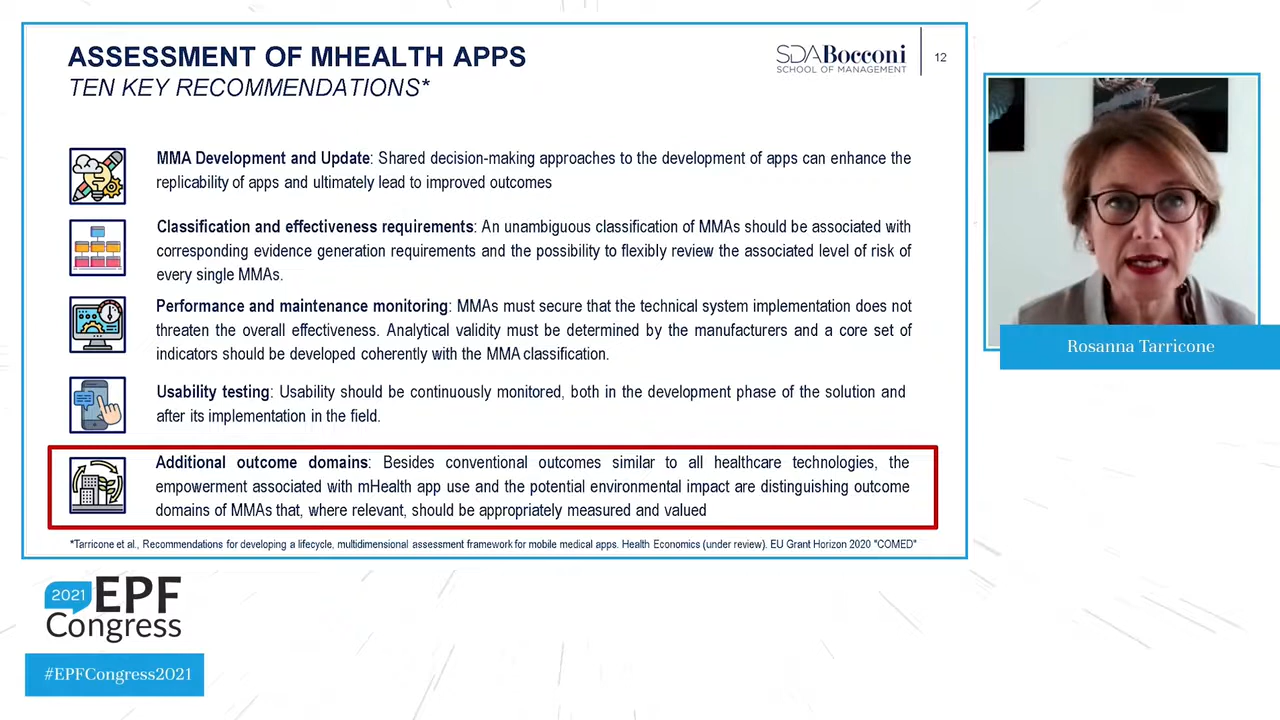 ASSESSMENT OF MHEALTH APPS
TEN KEY RECOMMENDATIONS*
SDABocconi
SCHOOL OF MANAGEMENT
12
MMA Development and Update: Shared decision-making approaches to the development of apps can enhance the
replicability of apps and ultimately lead to improved outcomes
Classification and effectiveness requirements: An unambiguous classification of MMAs should be associated with
corresponding evidence generation requirements and the possibility to flexibly review the associated level of risk of
every single MMAs.
Performance and maintenance monitoring: MMAs must secure that the technical system implementation does not
threaten the overall effectiveness. Analytical validity must be determined by the manufacturers and a core set of
indicators should be developed coherently with the MMA classification.
Usability testing: Usability should be continuously monitored, both in the development phase of the solution and
after its implementation in the field.
Additional outcome domains: Besides conventional outcomes similar to all healthcare technologies, the
empowerment associated with mHealth app use and the potential environmental impact are distinguishing outcome
domains of MMAs that, where relevant, should be appropriately measured and valued
*Tarricone et al., Recommendations for developing a lifecycle, multidimensional assessment framework for mobile medical apps. Health Economics (under review). EU Grant Horizon 2020 "COMED"
Rosanna Tarricone
2021 EPF
Congress
#EPFCongress2021